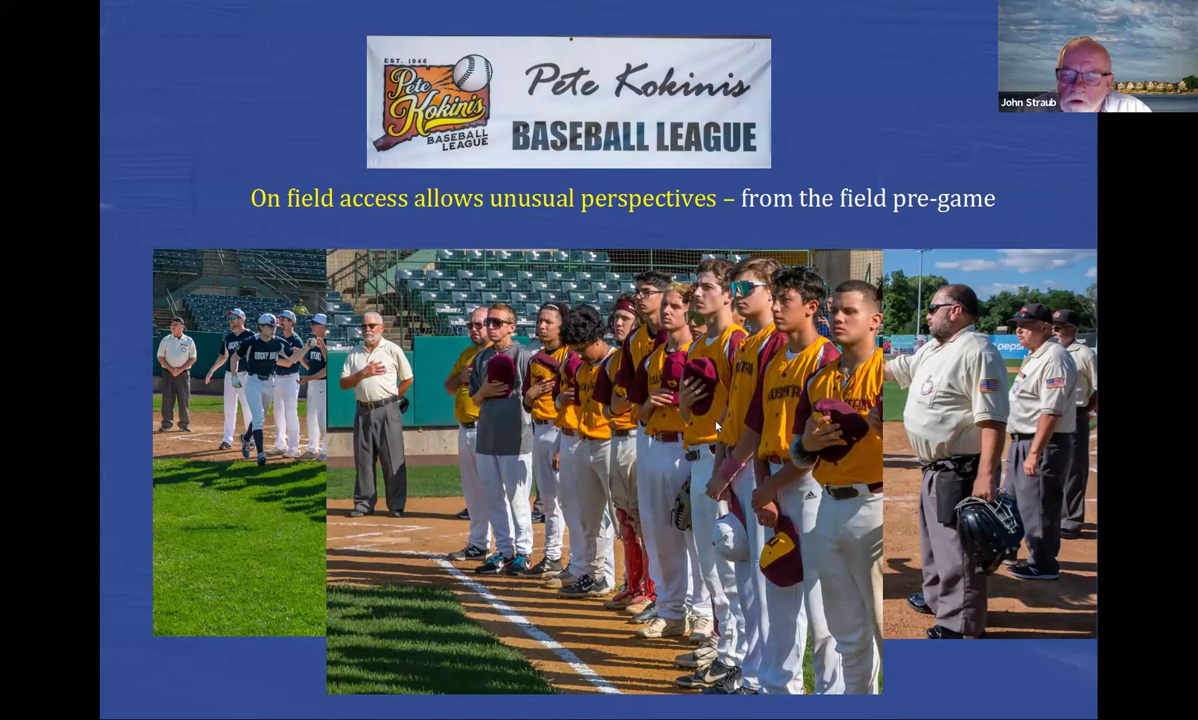 EST. 1946
Pete
Kokinis
BASEBALL
LEAGUE
Pete Kokinis
BASEBALL LEAGUE
John Straub
On field access allows unusual perspectives – from the field pre-game
pepsi